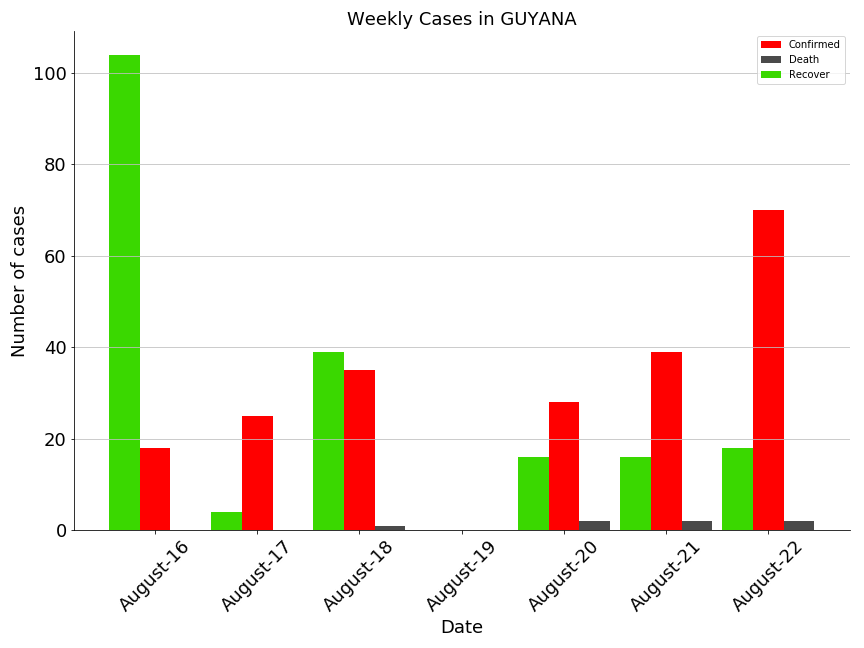 Weekly Cases in GUYANA
Confirmed
Death
Recover
Number of cases
100
80
60
40
20
0
August-16
August-17
August-18
August-19
August-20
August-21
August-22
Date